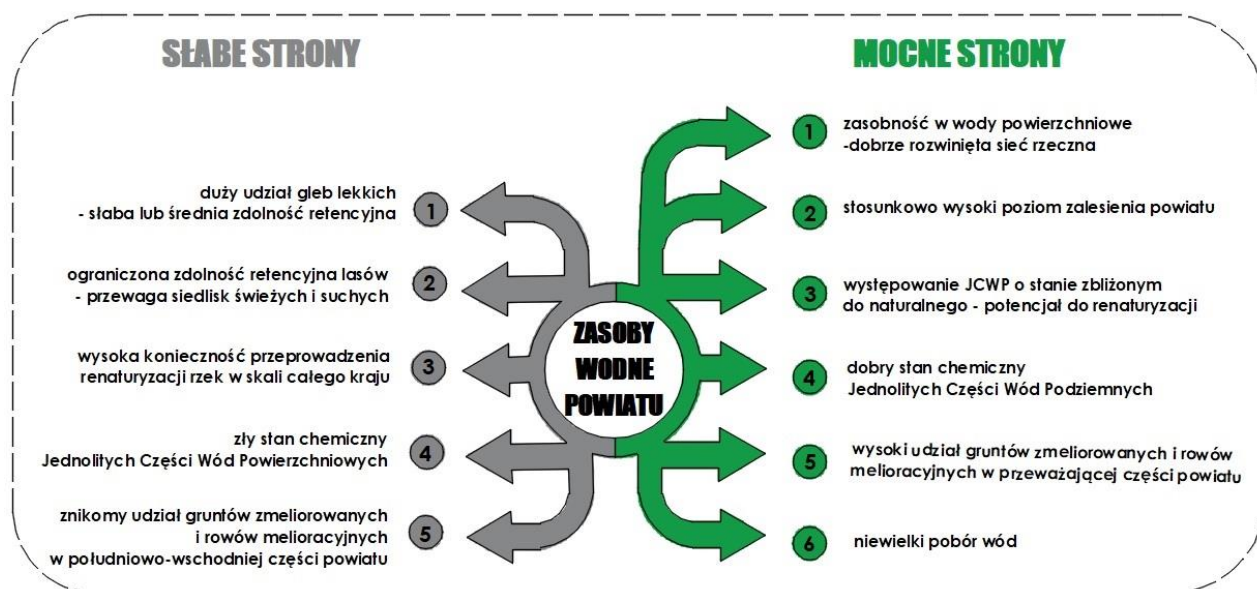 SŁABE STRONY
1
duży udział gleb lekkich
- słaba lub średnia zdolność retencyjna
2
ograniczona zdolność retencyjna lasów
- przewaga siedlisk świeżych i suchych
3
wysoka konieczność przeprowadzenia
renaturyzacji rzek w skali całego kraju
4
zły stan chemiczny
Jednolitych Części Wód Powierzchniowych
5
znikomy udział gruntów zmeliorowanych
i rowów melioracyjnych
w południowo-wschodniej części powiatu
ZASOBY
WODNE
POWIATU
MOCNE STRONY
1
zasobność w wody powierzchniowe
-dobrze rozwinięta sieć rzeczna
2
stosunkowo wysoki poziom zalesienia powiatu
3
występowanie JCWP o stanie zbliżonym
do naturalnego - potencjał do renaturyzacji
4
dobry stan chemiczny
Jednolitych Części Wód Podziemnych
5
wysoki udział gruntów zmeliorowanych i rowów
melioracyjnych w przeważającej części powiatu
6
niewielki pobór wód